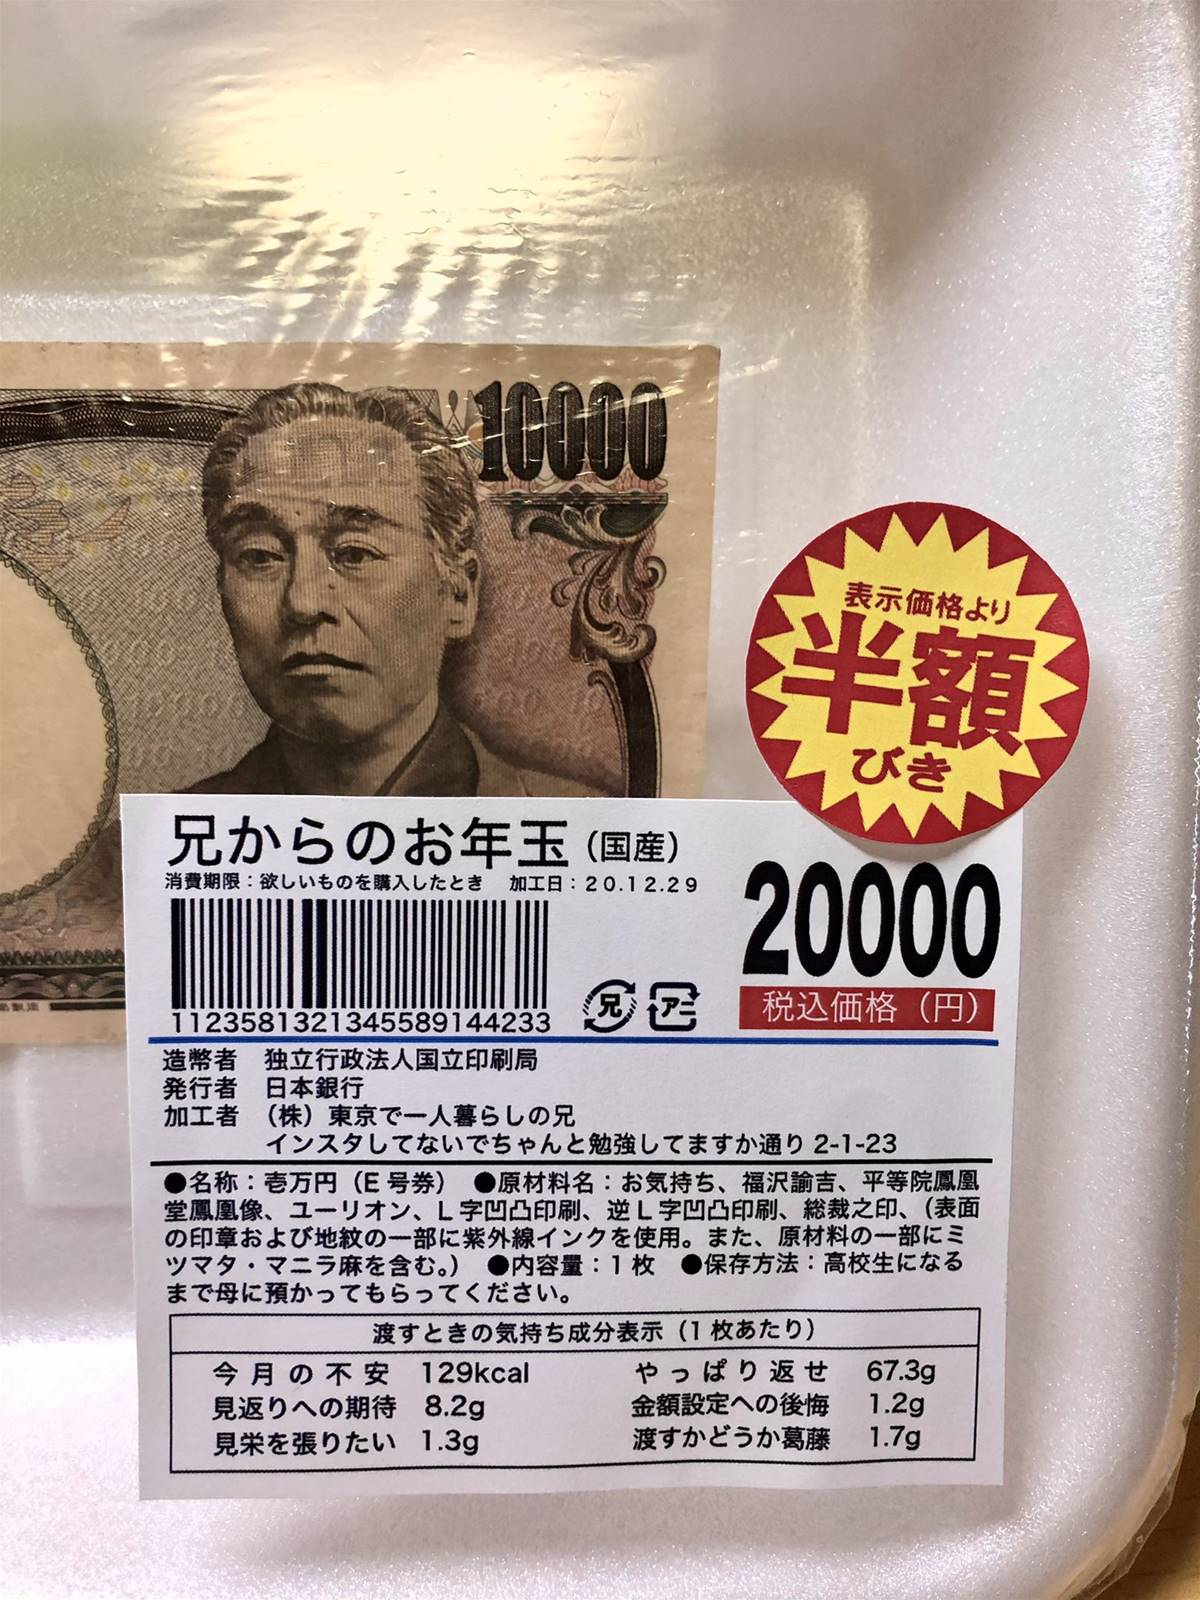 10000
表示価格より
半額
びき
兄からのお年玉（国産）
消費期限：欲しいものを購入したとき　加工日：20.12.29
20000
税込価格（円）
1123581321345589144233
兄
アニ
造幣者　独立行政法人国立印刷局
発行者　日本銀行
加工者　（株）東京で一人暮らしの兄
インスタしてないでちゃんと勉強してますか通り 2-1-23
●名称：壱万円（E 号券）　●原材料名：お気持ち、福沢諭吉、平等院鳳凰
堂鳳凰像、ユーリオン、L 字凹凸印刷、逆 L 字凹凸印刷、総裁之印、（表面
の印章および地紋の一部に紫外線インクを使用。また、原材料の一部にミ
ツマタ・マニラ麻を含む。）　●内容量：1 枚　●保存方法：高校生になる
まで母に預かってもらってください。
渡すときの気持ち成分表示（1 枚あたり）
今月の不安　129kcal　やっぱり返せ　67.3g
見返りへの期待　8.2g　金額設定への後悔　1.2g
見栄を張りたい　1.3g　渡すかどうか葛藤　1.7g